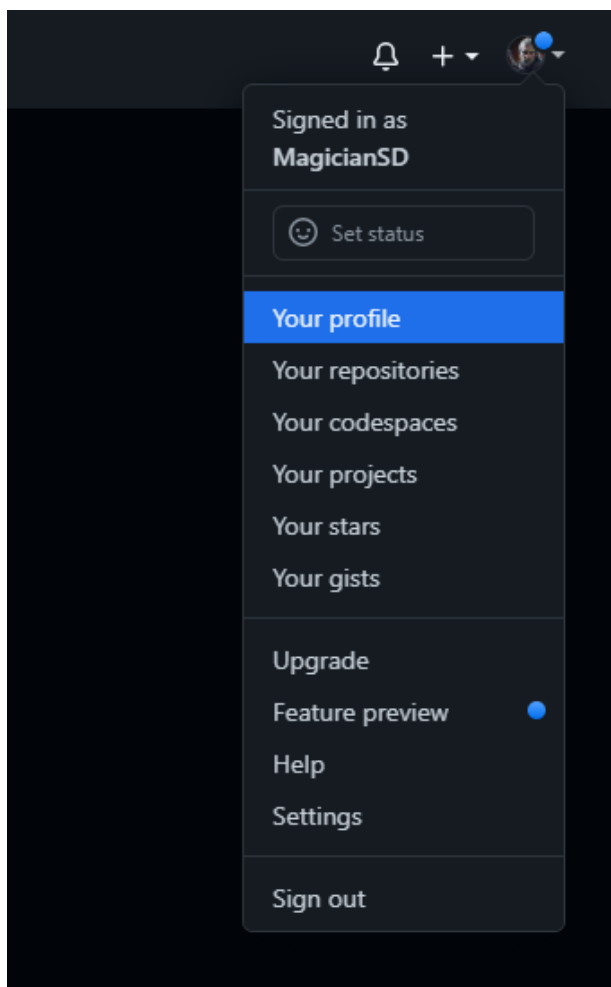 Signed in as
MagicianSD
Set status
Your profile
Your repositories
Your codespaces
Your projects
Your stars
Your gists
Upgrade
Feature preview
Help
Settings
Sign out